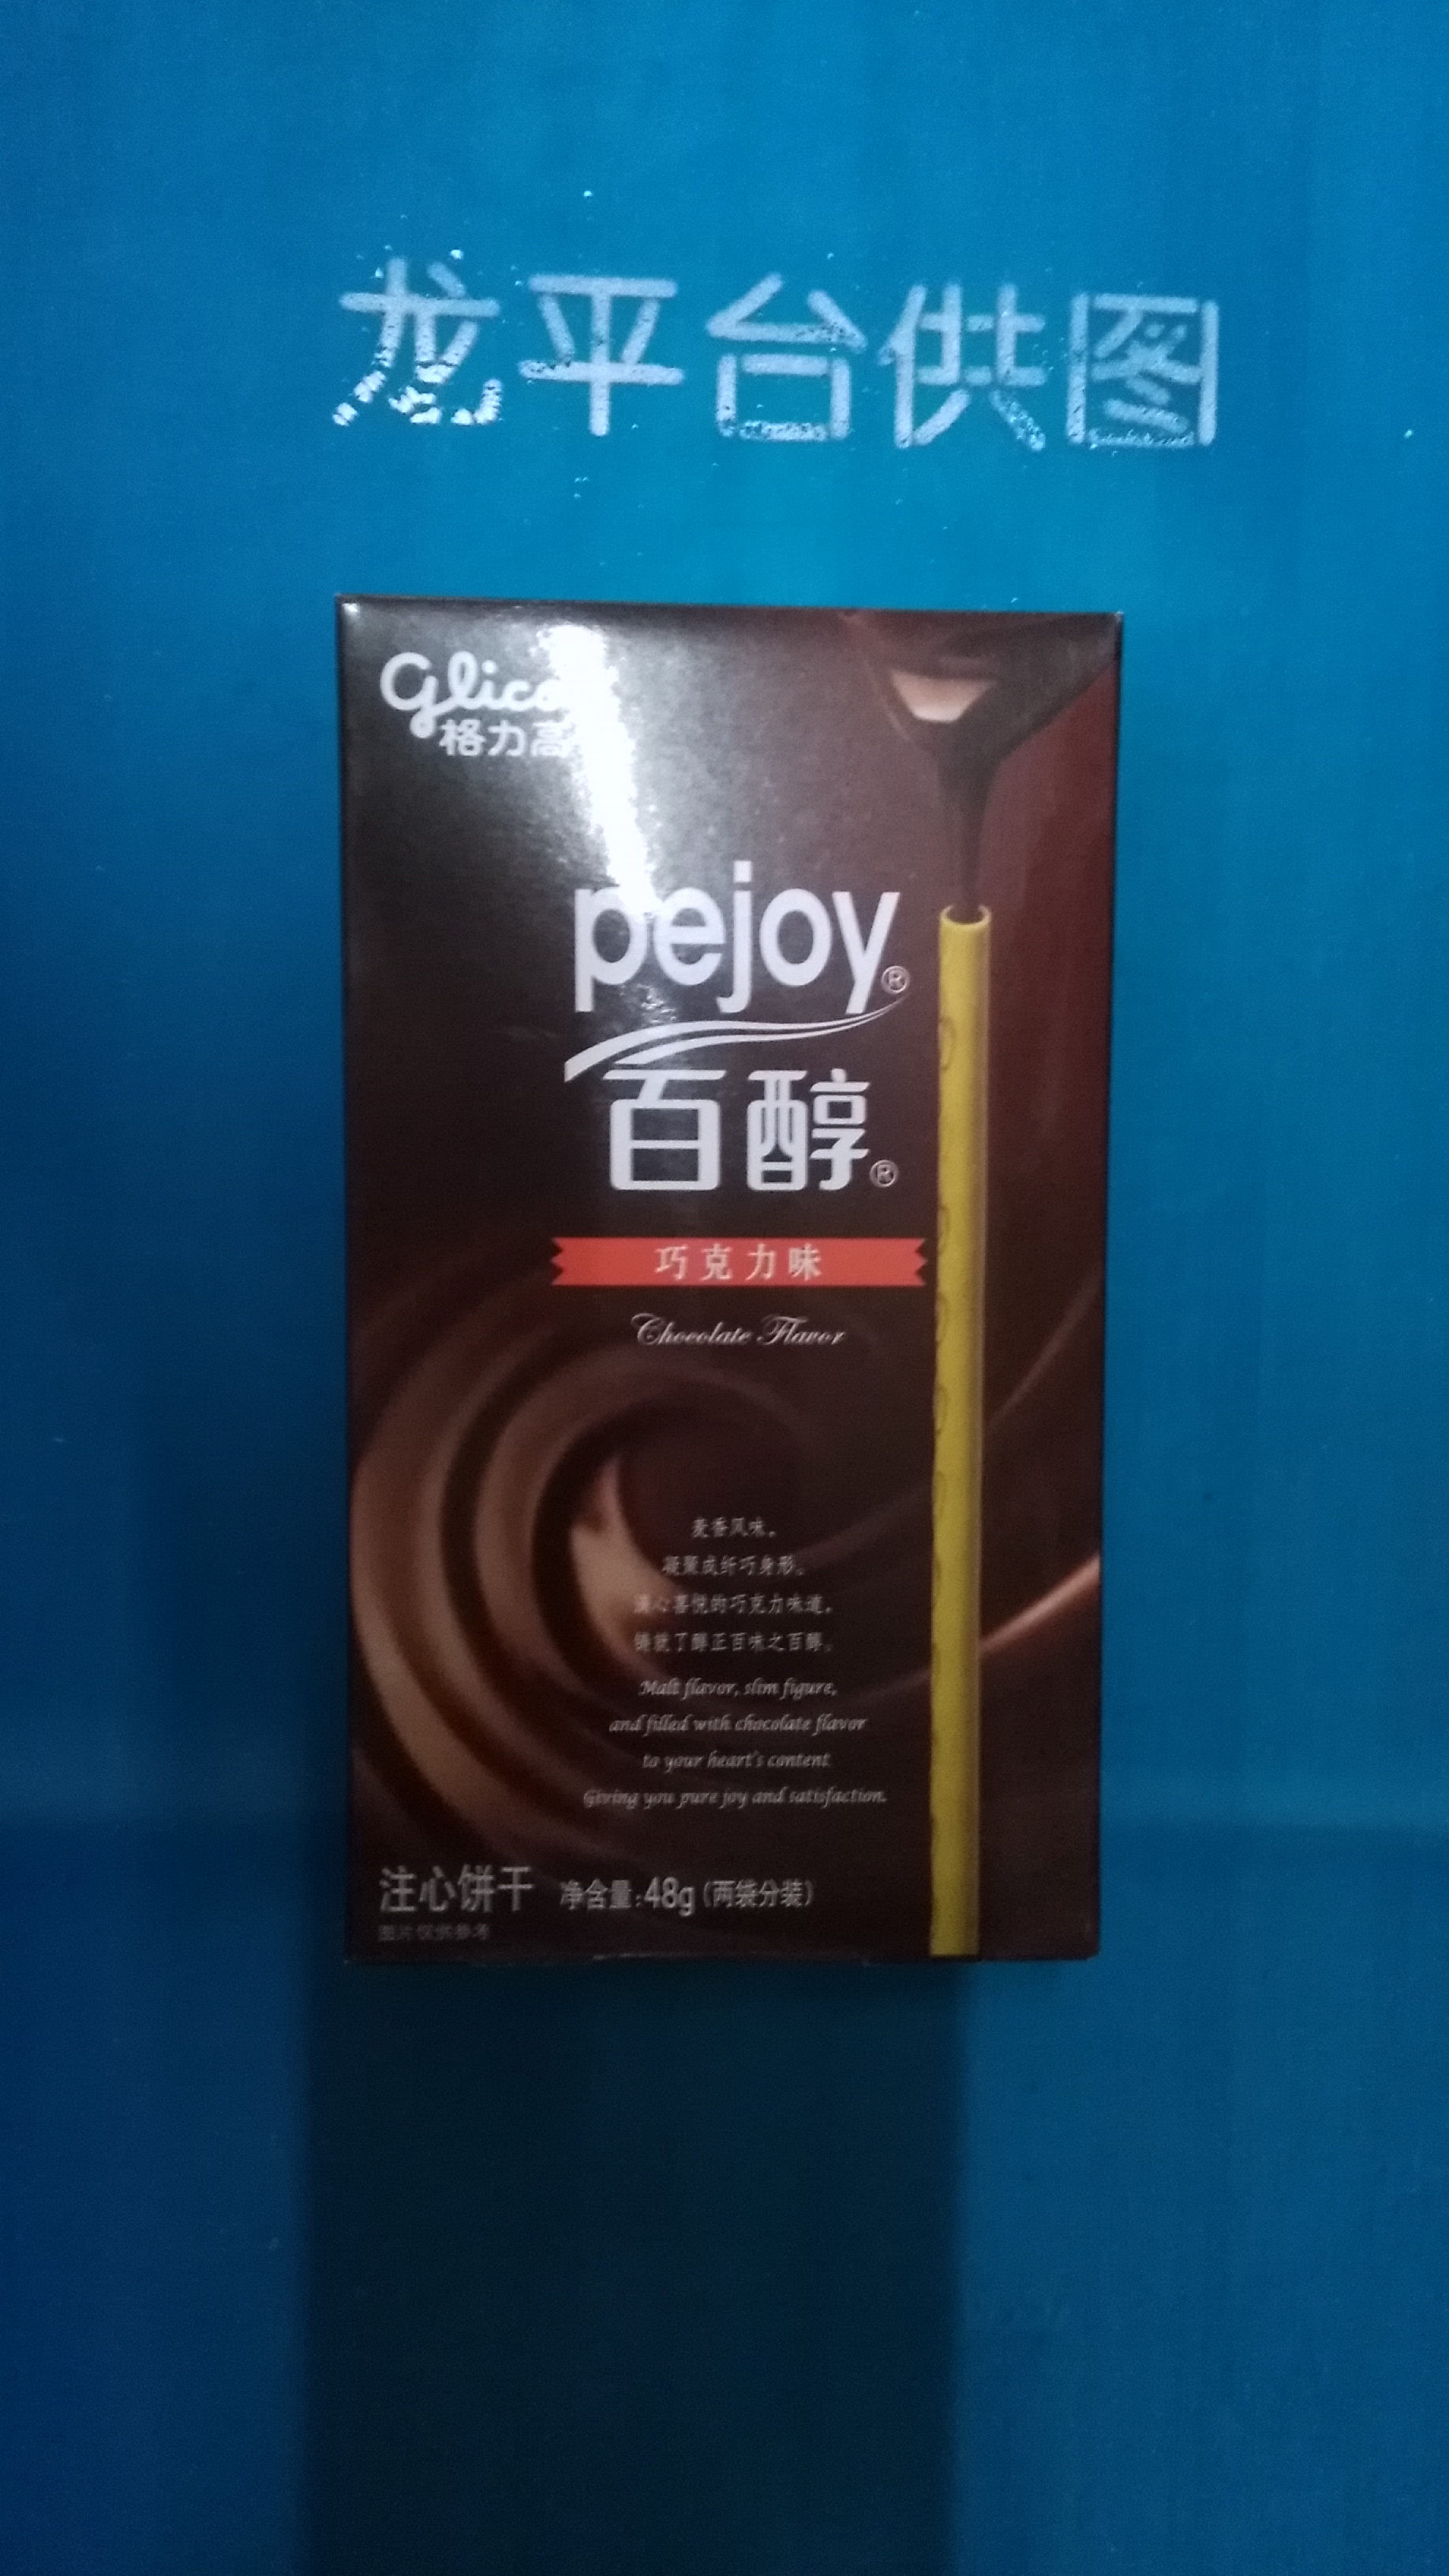 龙平台供图
Glico
格力高
pejoy®
百醇®
巧克力味
Chocolate Flavor
麦香风味。
凝聚成纤巧身形。
满心喜悦的巧克力味道。
铸就了醇正百味之百醇。
Malt flavor, slim figure,
and filled with chocolate flavor
to your heart's content
Giving you pure joy and satisfaction.
注心饼干 净含量:48g(两袋分装)
图片仅供参考